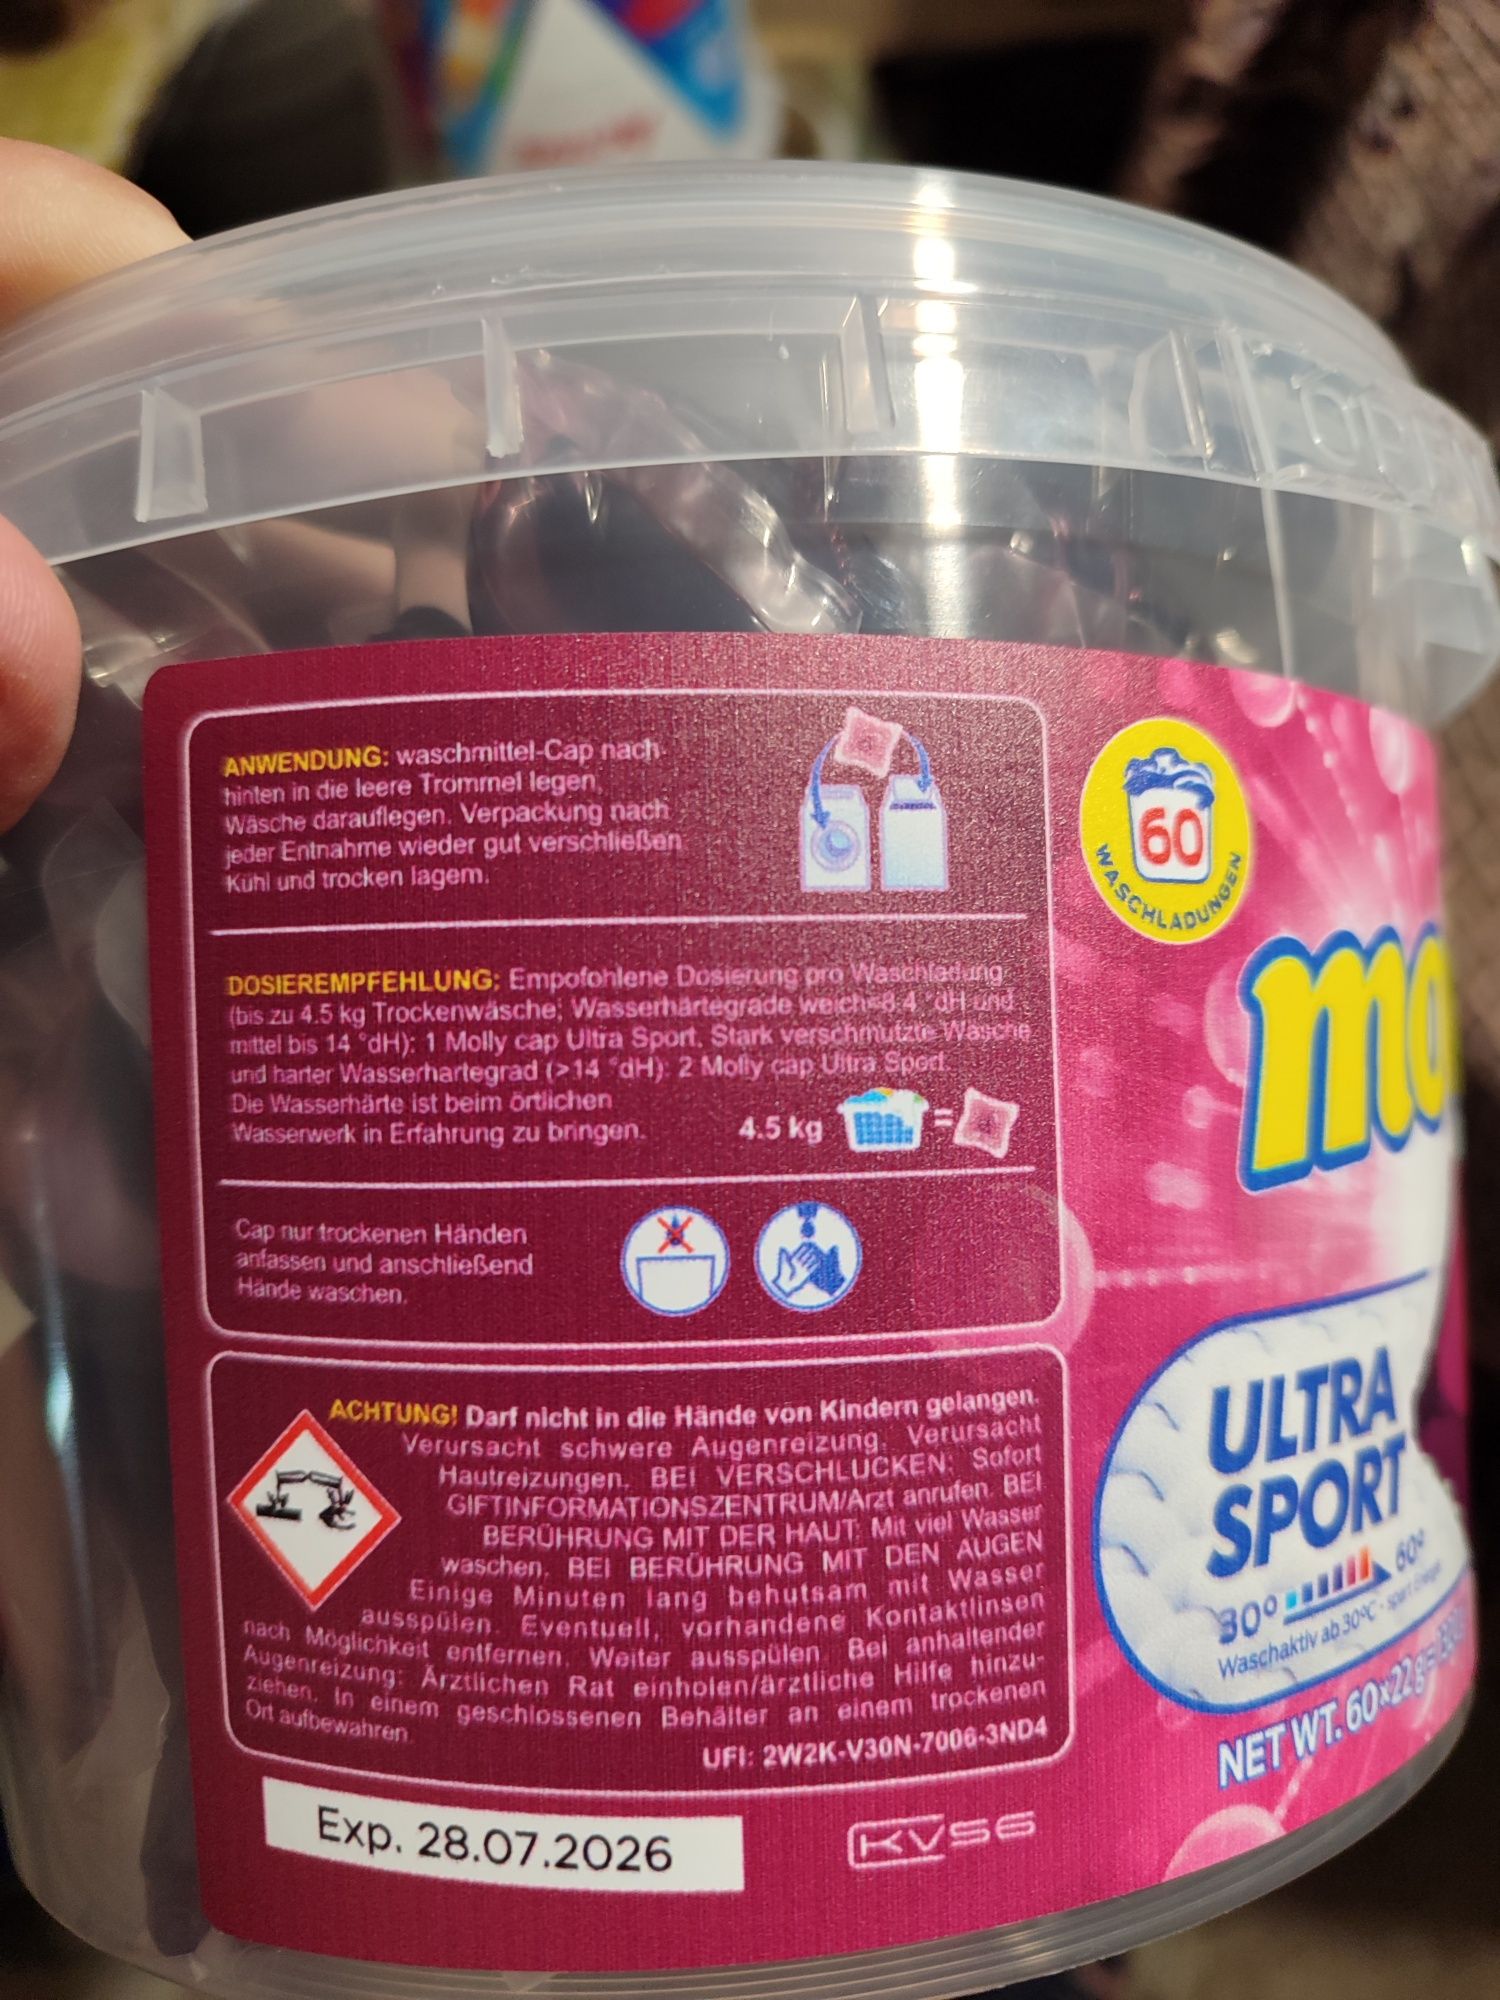 OPEN
ANWENDUNG: waschmittel-Cap nach
hinten in die leere Trommel legen,
Wäsche darauflegen. Verpackung nach
jeder Entnahme wieder gut verschließen
Kühl und trocken lagern.
DOSIEREMPFEHLUNG: Empofohlene Dosierung pro Waschladung
(bis zu 4.5 kg Trockenwäsche; Wasserhärtegrade weich=8.4 °dH und
mittel bis 14 °dH): 1 Molly cap Ultra Sport. Stark verschmutzte Wäsche
und harter Wasserhartegrad (>14 °dH): 2 Molly cap Ultra Sport.
Die Wasserhärte ist beim örtlichen
Wasserwerk in Erfahrung zu bringen.
4.5 kg =
Cap nur trockenen Händen
anfassen und anschließend
Hände waschen.
ACHTUNG! Darf nicht in die Hände von Kindern gelangen.
Verursacht schwere Augenreizung. Verursacht
Hautreizungen. BEI VERSCHLUCKEN: Sofort
GIFTINFORMATIONSZENTRUM/Arzt anrufen. BEI
BERÜHRUNG MIT DER HAUT: Mit viel Wasser
waschen. BEI BERÜHRUNG MIT DEN AUGEN
Einige Minuten lang behutsam mit Wasser
ausspülen. Eventuell, vorhandene Kontaktlinsen
nach Möglichkeit entfernen. Weiter ausspülen Bei anhaltender
Augenreizung: Ärztlichen Rat einholen/ärztliche Hilfe hinzu-
ziehen. In einem geschlossenen Behälter an einem trockenen
Ort aufbewahren.
UFI: 2W2K-V30N-7006-3ND4
Exp. 28.07.2026
KVS6
60
WASCHLADUNGEN
mo
ULTRA
SPORT
30° 60°
Waschaktiv ab 30°C - spart Energie
NET WT. 60x22g=